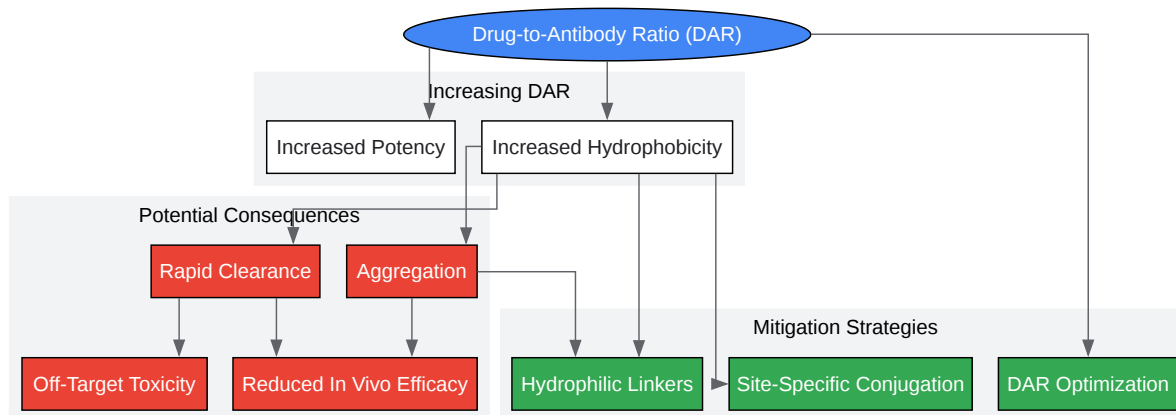 Drug-to-Antibody Ratio (DAR)
Increasing DAR
Increased Potency
Increased Hydrophobicity
Potential Consequences
Rapid Clearance
Aggregation
Mitigation Strategies
Off-Target Toxicity
Reduced In Vivo Efficacy
Hydrophilic Linkers
Site-Specific Conjugation
DAR Optimization